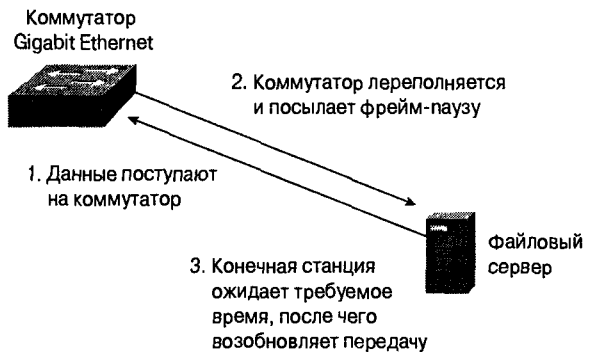 Коммутатор
Gigabit Ethernet
2. Коммутатор лереполняется
и посылает фрейм-паузу
1. Данные поступают
на коммутатор
Файловый
сервер
3. Конечная станция
ожидает требуемое
время, после чего
возобновляет передачу